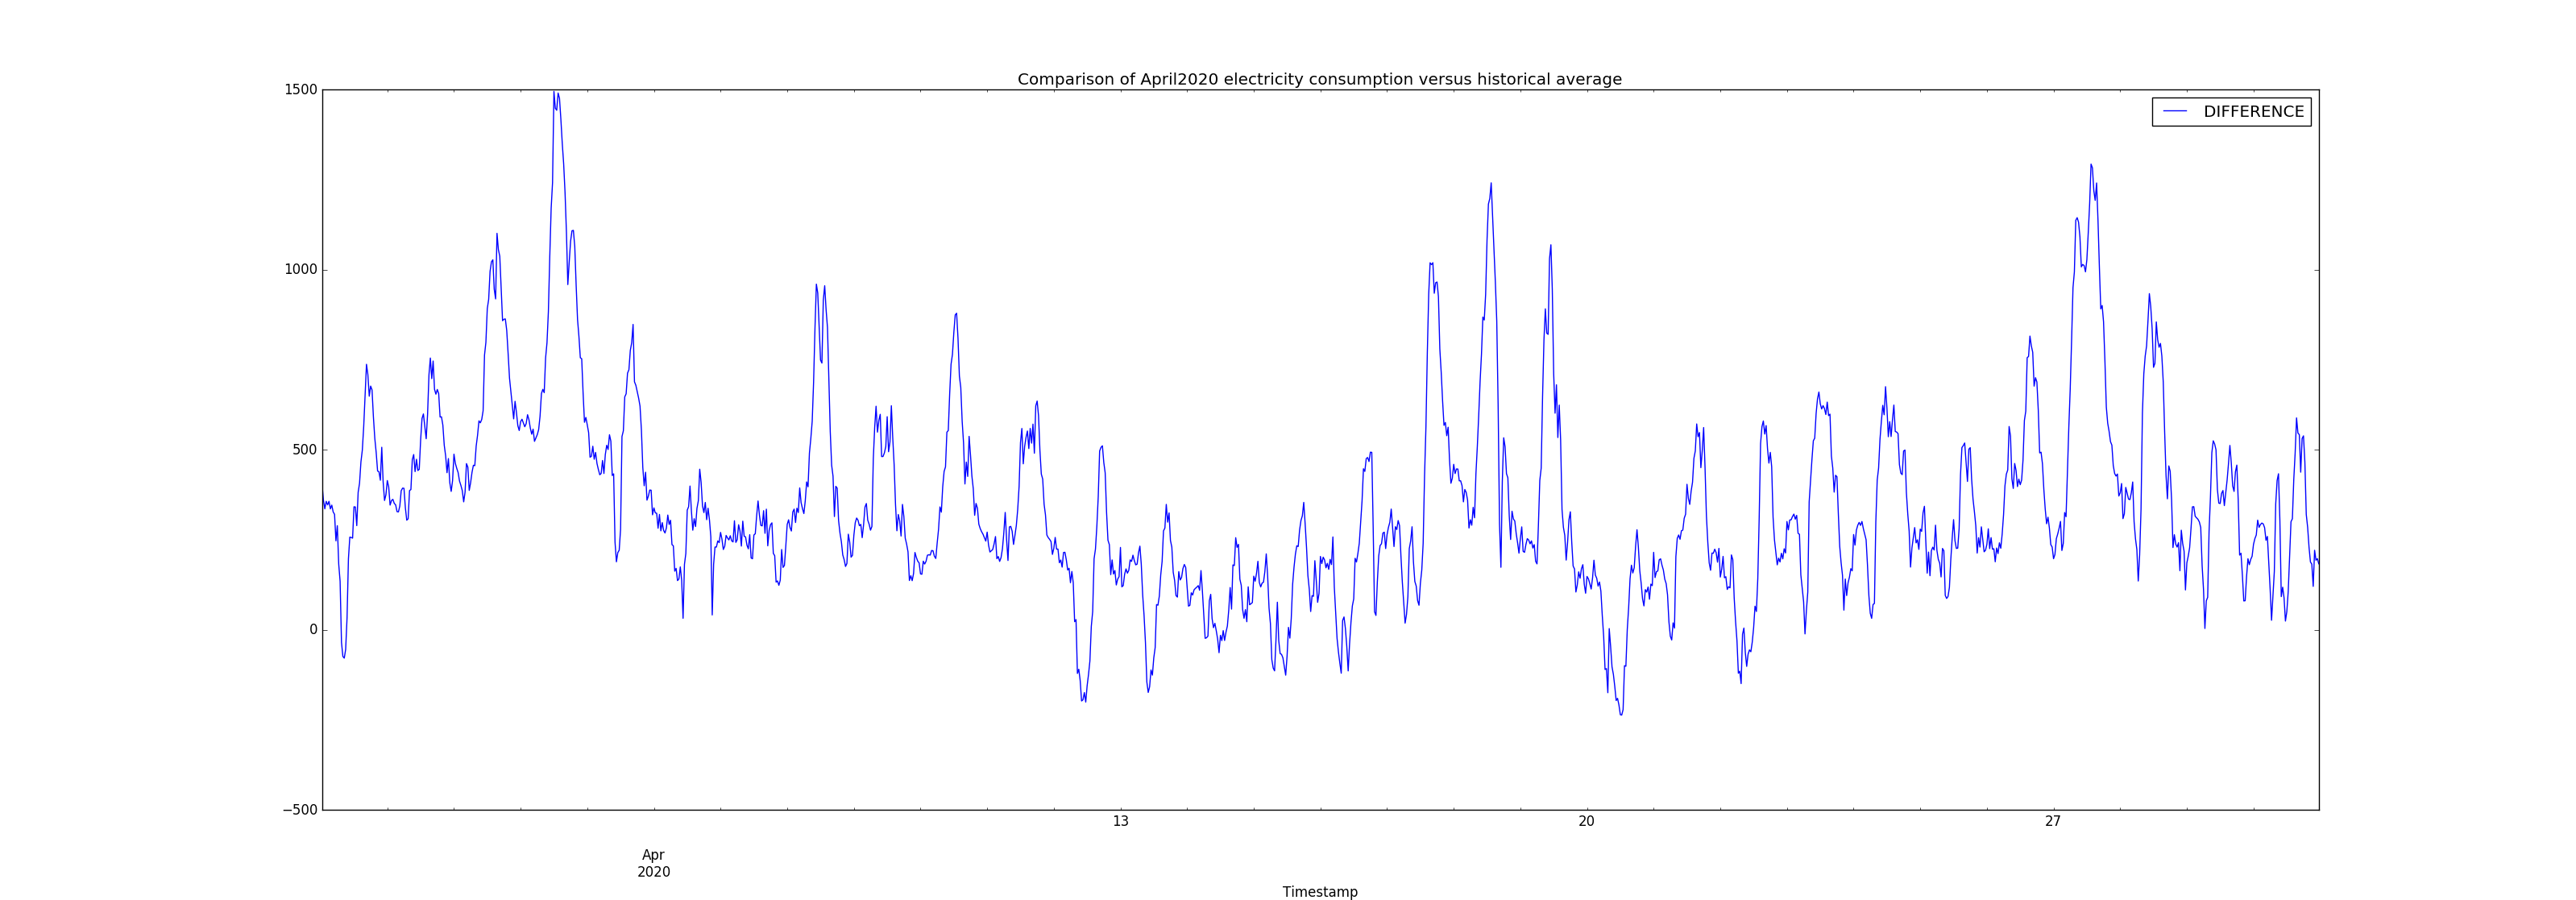 Comparison of April2020 electricity consumption versus historical average
DIFFERENCE
1500
1000
500
0
−500
13
20
27
Apr
2020
Timestamp